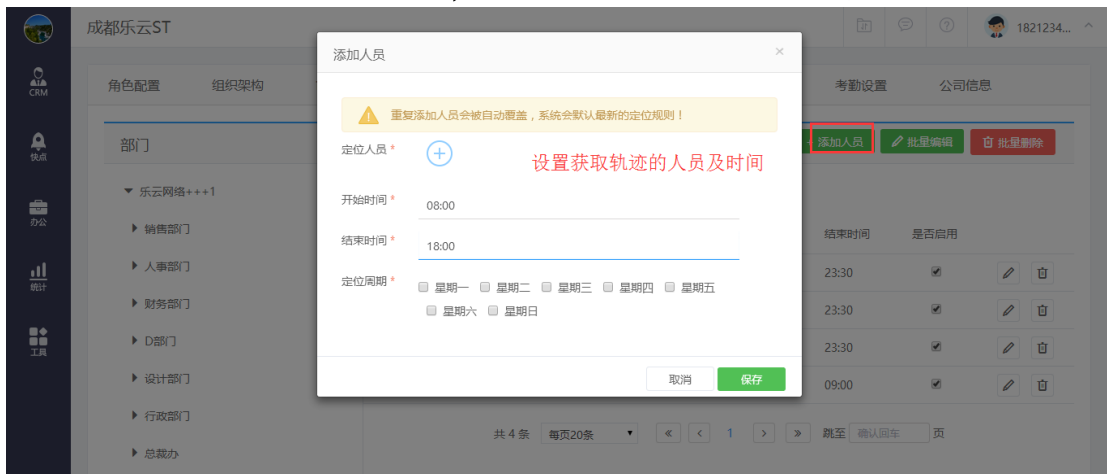 成都乐云ST
1821234...
CRM
快点
办公
统计
工具
角色配置 组织架构 考勤设置 公司信息
部门
添加人员 批量编辑 批量删除
乐云网络+++1
销售部门
人事部门
财务部门
D部门
设计部门
行政部门
总裁办
添加人员
重复添加人员会被自动覆盖，系统会默认最新的定位规则！
定位人员 *
设置获取轨迹的人员及时间
开始时间 * 08:00
结束时间 * 18:00
定位周期 * 星期一 星期二 星期三 星期四 星期五
星期六 星期日
取消 保存
结束时间 是否启用
23:30
23:30
23:30
09:00
共 4 条 每页20条 « < 1 > » 跳至 确认回车 页